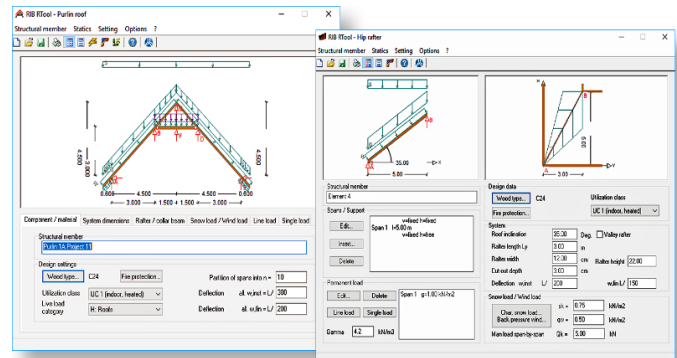 RIB RTool - Purlin roof
Structural member Statics Setting Options ?
4.500
3.000
4.500
0.600 4.500 4.500 0.600
3.000 1.500 1.500 3.000
Component / material System dimensions Rafter / collar beam Snow load / Wind load Line load Single load
Structural member
Purlin 1A Project 11
Design settings
Wood type... C24 Fire protection... Partition of spans into n = 10
Utilization class UC 1 (indoor, heated) Deflection all. w,inst = L/ 300
Live load category H: Roofs Deflection all. w,fin = L/ 200
RIB RTool - Hip rafter
Structural member Statics Setting Options ?
35.00
5.00
A
B
3.00
Structural member
Element 4
Spans / Support
Edit...
Insert...
Delete
v=fixed h=fixed
Span 1 l=5.00 m
v=fixed h=free
Permanent load
Edit... Delete
Line load Single load
Span 1 g=1.00 kN/m2
Gamma 4.2 kN/m3
Design data
Wood type... C24
Fire protection...
Utilization class
UC 1 (indoor, heated)
System
Roof inclination 35.00 Deg. Valley rafter
Rafter length Ly 3.00 m
Rafter width 12.00 cm Rafter height 22.00
Cut-out depth 3.00 cm
Deflection w,inst L/ 200 w,fin L/ 150
Snow load / Wind load
Char. snow load... sk = 0.75 kN/m2
Back pressure wind... qw = 0.50 kN/m2
Man load span-by-span Qk = 5.00 kN